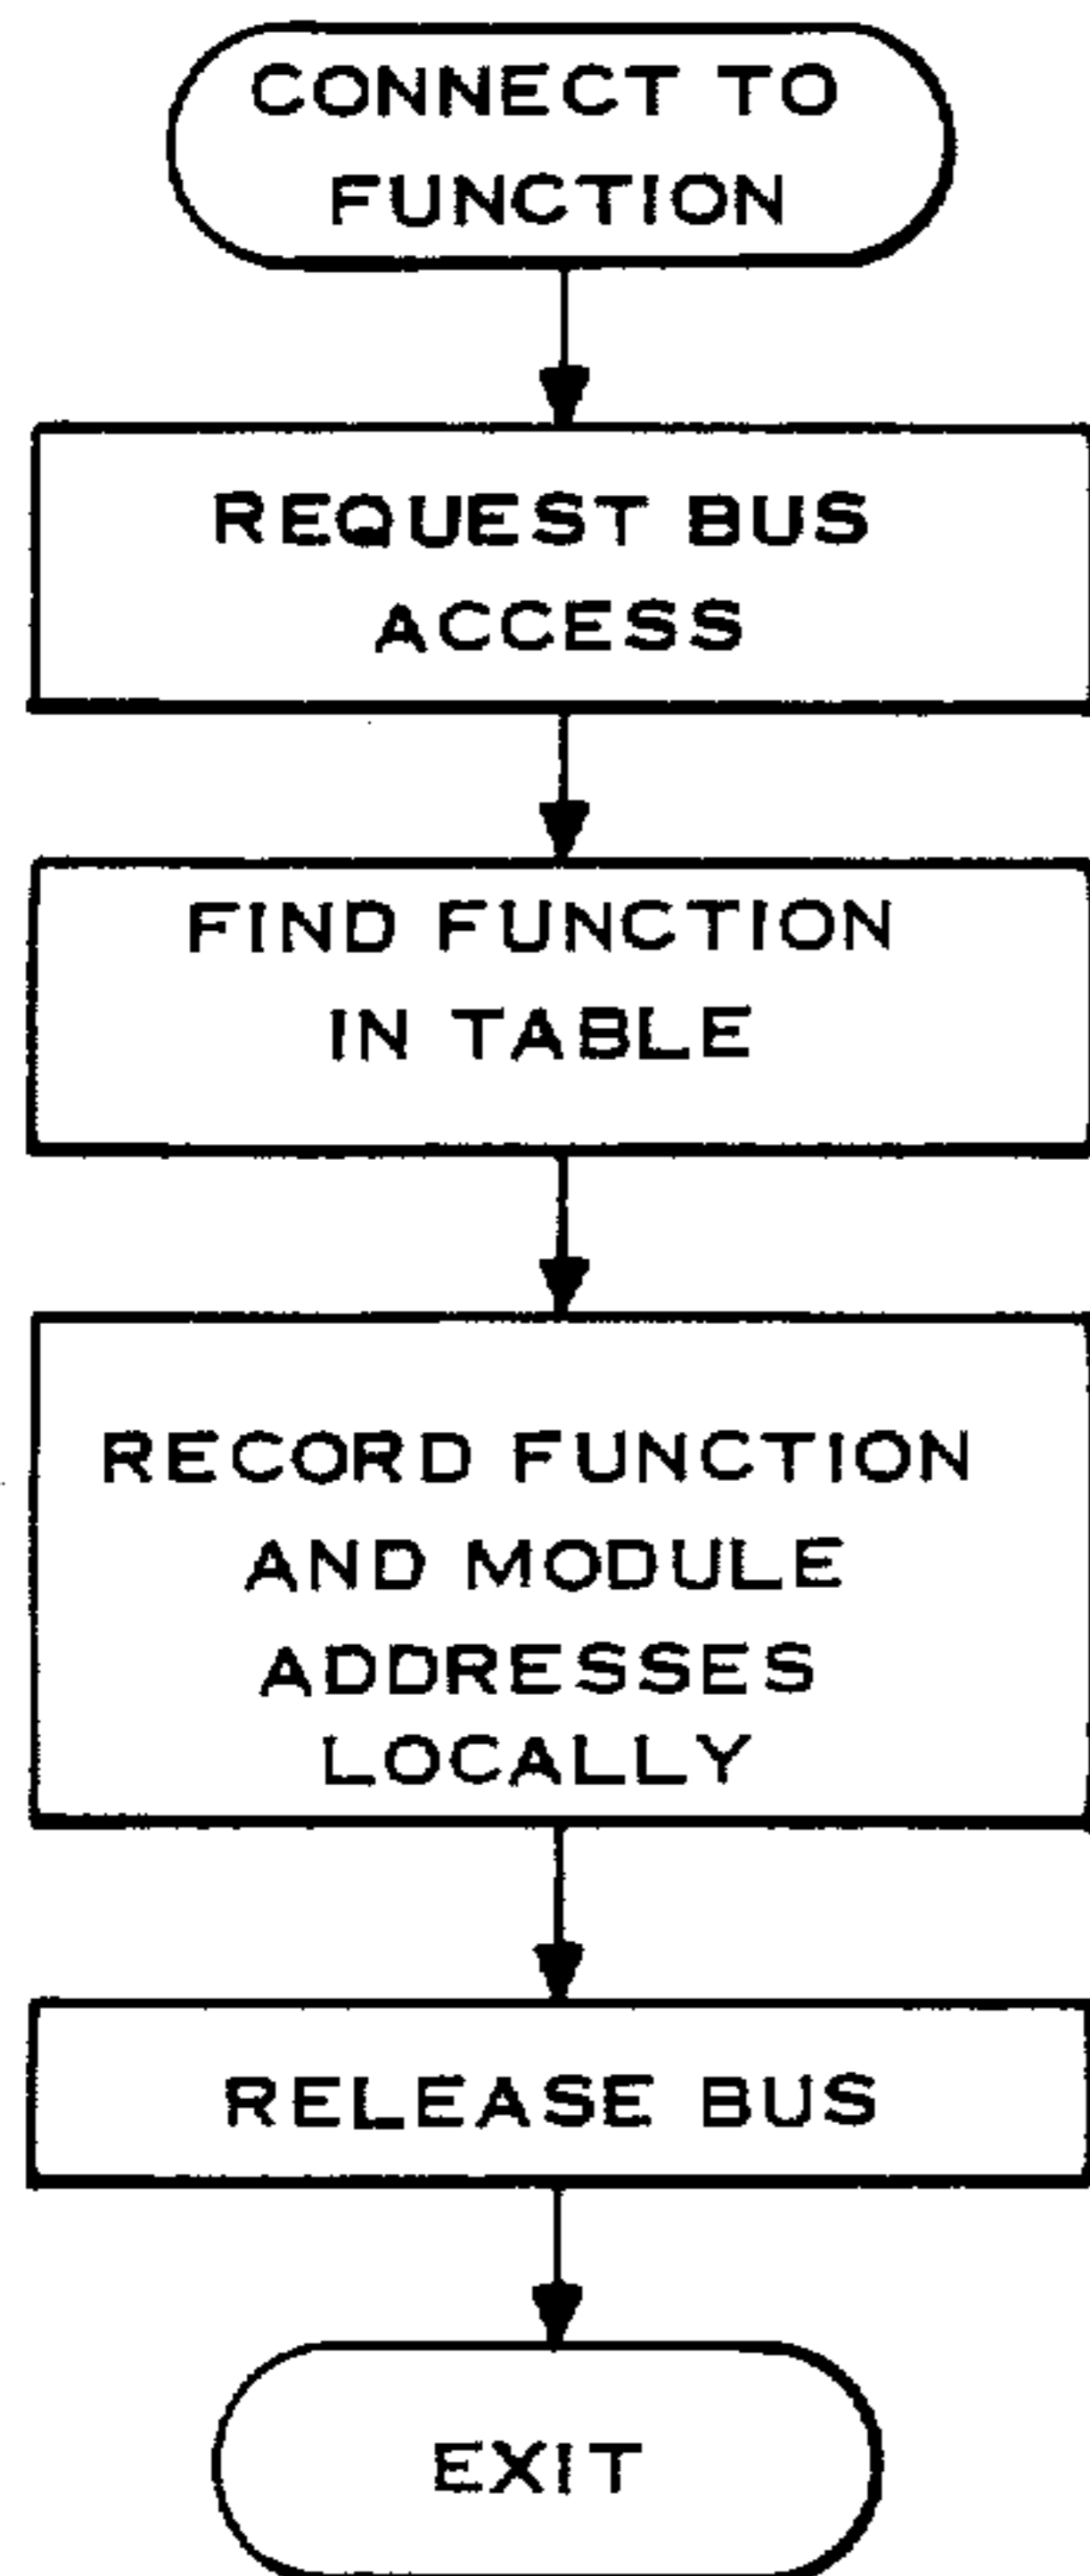 CONNECT TO
FUNCTION
REQUEST BUS
ACCESS
FIND FUNCTION
IN TABLE
RECORD FUNCTION
AND MODULE
ADDRESSES
LOCALLY
RELEASE BUS
EXIT